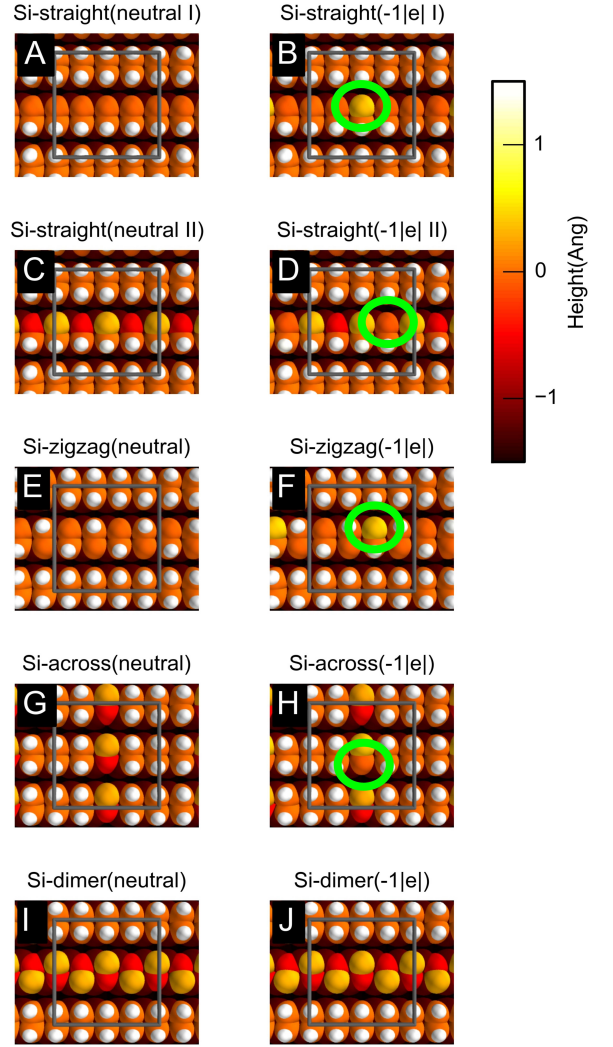 Si-straight(neutral I)
Si-straight(-1|e| I)
A
B
1
0
−1
Height(Ang)
Si-straight(neutral II)
Si-straight(-1|e| II)
C
D
Si-zigzag(neutral)
Si-zigzag(-1|e|)
E
F
Si-across(neutral)
Si-across(-1|e|)
G
H
Si-dimer(neutral)
Si-dimer(-1|e|)
I
J